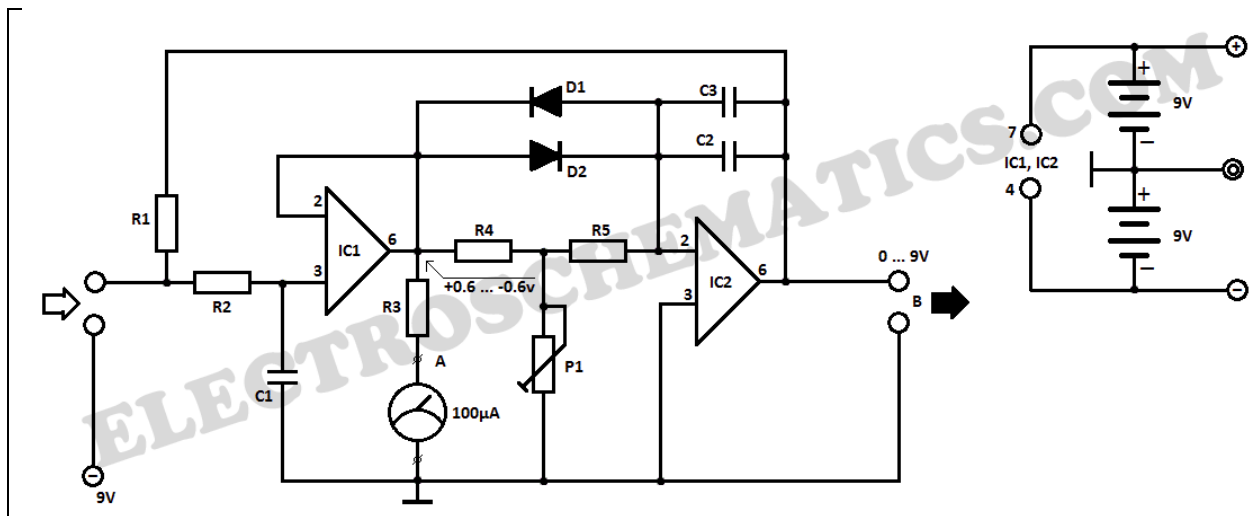 D1
C3
D2
C2
R1
2
3
IC1
6
R2
R4
R5
+0.6 ... -0.6v
R3
2
3
IC2
6
0 ... 9V
B
C1
A
100µA
P1
−
9V
+
+
9V
−
7
IC1, IC2
4
+
9V
−
−
ELECTROSCHEMATICS.COM